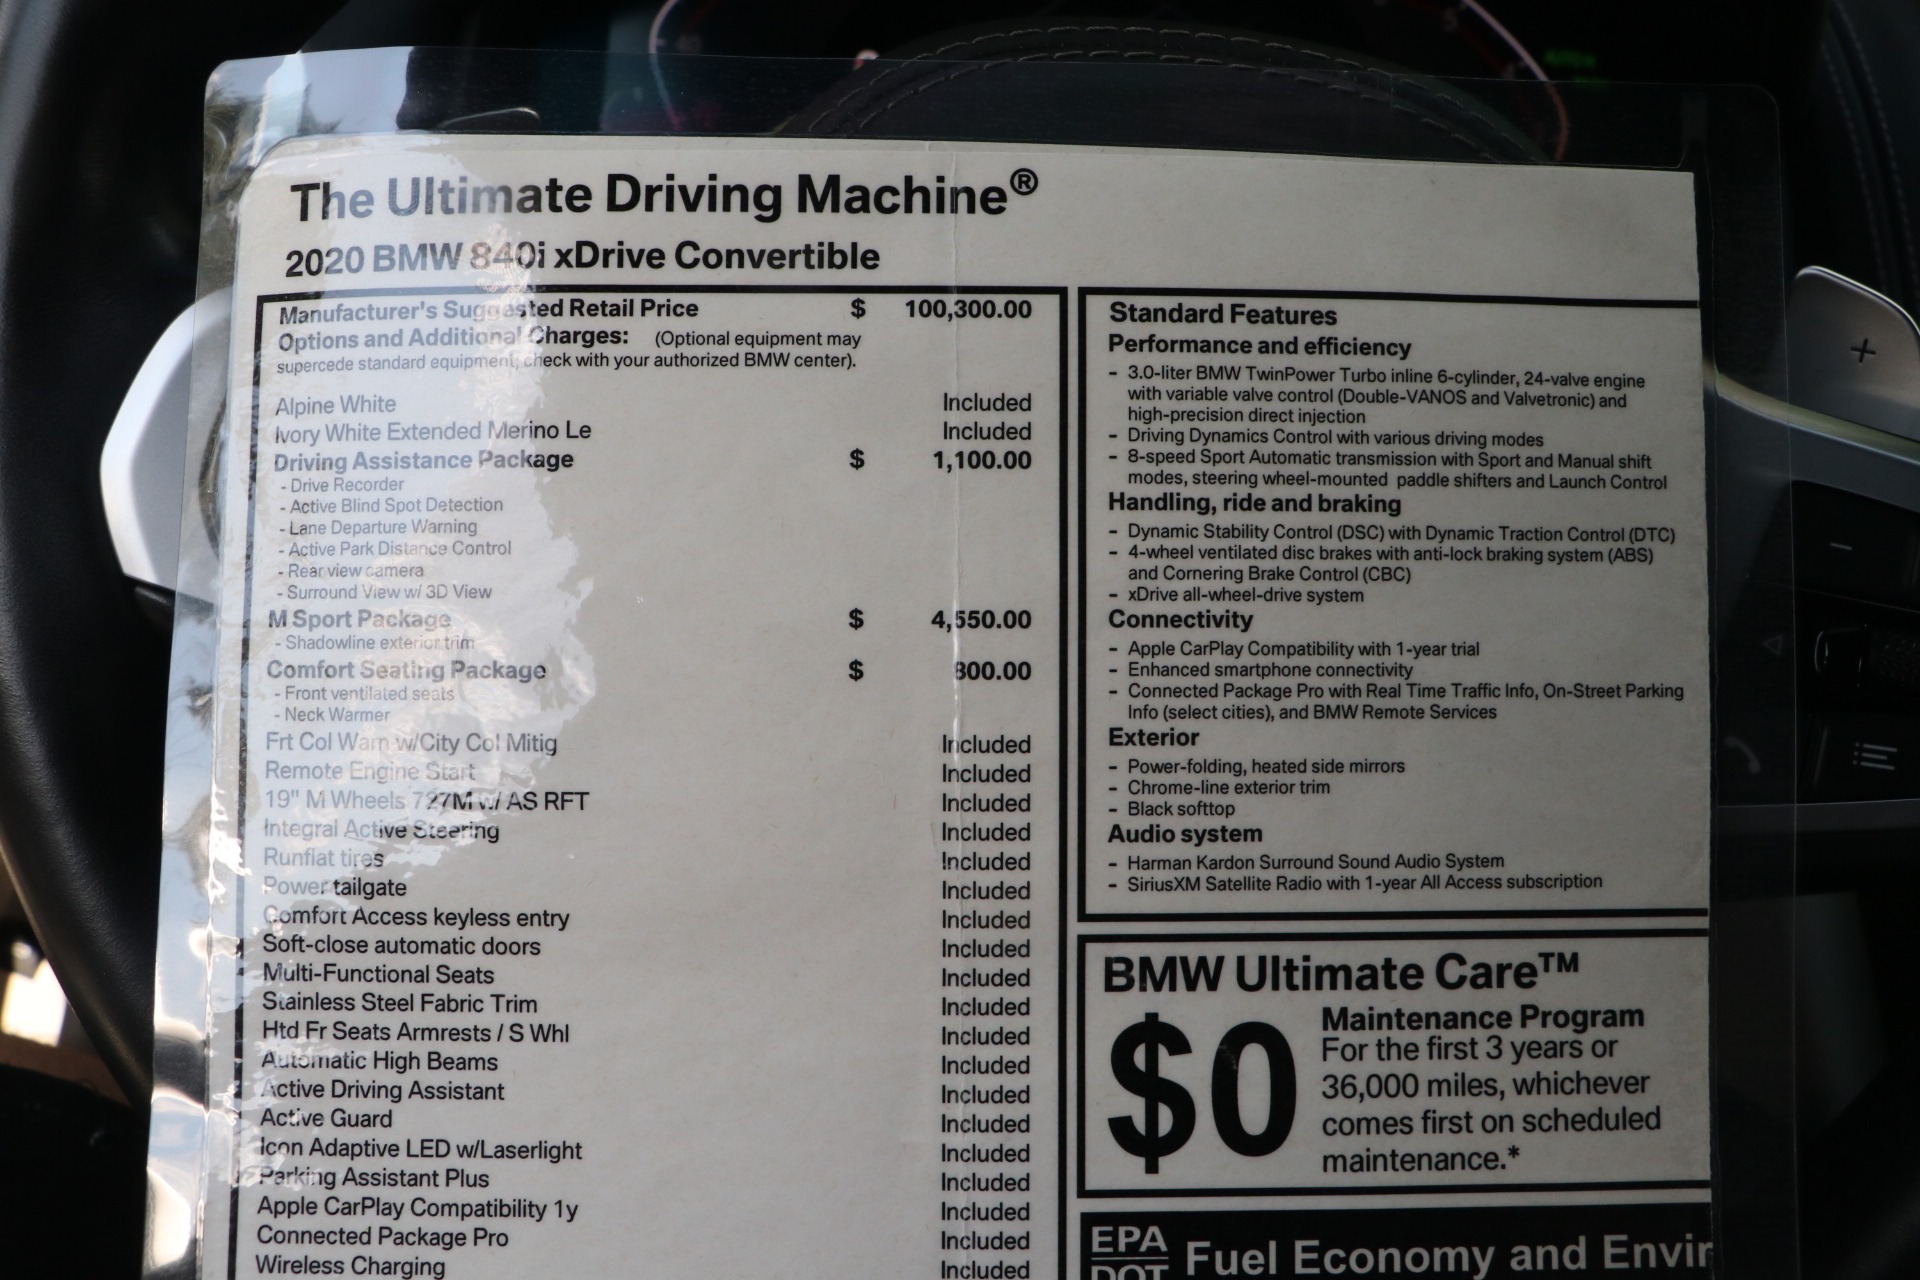 The Ultimate Driving Machine®
2020 BMW 840i xDrive Convertible
Manufacturer's Suggested Retail Price $ 100,300.00
Options and Additional Charges: (Optional equipment may
supercede standard equipment, check with your authorized BMW center).
Alpine White Included
Ivory White Extended Merino Le Included
Driving Assistance Package $ 1,100.00
- Drive Recorder
- Active Blind Spot Detection
- Lane Departure Warning
- Active Park Distance Control
- Rear view camera
- Surround View w/ 3D View
M Sport Package $ 4,550.00
- Shadowline exterior trim
Comfort Seating Package $ 800.00
- Front ventilated seats
- Neck Warmer
Frt Col Warn w/City Col Mitig Included
Remote Engine Start Included
19" M Wheels 727M w/ AS RFT Included
Integral Active Steering Included
Runflat tires Included
Power tailgate Included
Comfort Access keyless entry Included
Soft-close automatic doors Included
Multi-Functional Seats Included
Stainless Steel Fabric Trim Included
Htd Fr Seats Armrests / S Whl Included
Automatic High Beams Included
Active Driving Assistant Included
Active Guard Included
Icon Adaptive LED w/Laserlight Included
Parking Assistant Plus Included
Apple CarPlay Compatibility 1y Included
Connected Package Pro Included
Wireless Charging Included
Standard Features
Performance and efficiency
- 3.0-liter BMW TwinPower Turbo inline 6-cylinder, 24-valve engine
with variable valve control (Double-VANOS and Valvetronic) and
high-precision direct injection
- Driving Dynamics Control with various driving modes
- 8-speed Sport Automatic transmission with Sport and Manual shift
modes, steering wheel-mounted paddle shifters and Launch Control
Handling, ride and braking
- Dynamic Stability Control (DSC) with Dynamic Traction Control (DTC)
- 4-wheel ventilated disc brakes with anti-lock braking system (ABS)
and Cornering Brake Control (CBC)
- xDrive all-wheel-drive system
Connectivity
- Apple CarPlay Compatibility with 1-year trial
- Enhanced smartphone connectivity
- Connected Package Pro with Real Time Traffic Info, On-Street Parking
Info (select cities), and BMW Remote Services
Exterior
- Power-folding, heated side mirrors
- Chrome-line exterior trim
- Black softtop
Audio system
- Harman Kardon Surround Sound Audio System
- SiriusXM Satellite Radio with 1-year All Access subscription
BMW Ultimate Care™
$0
Maintenance Program
For the first 3 years or
36,000 miles, whichever
comes first on scheduled
maintenance.*
EPA
DOT
Fuel Economy and Envir
+